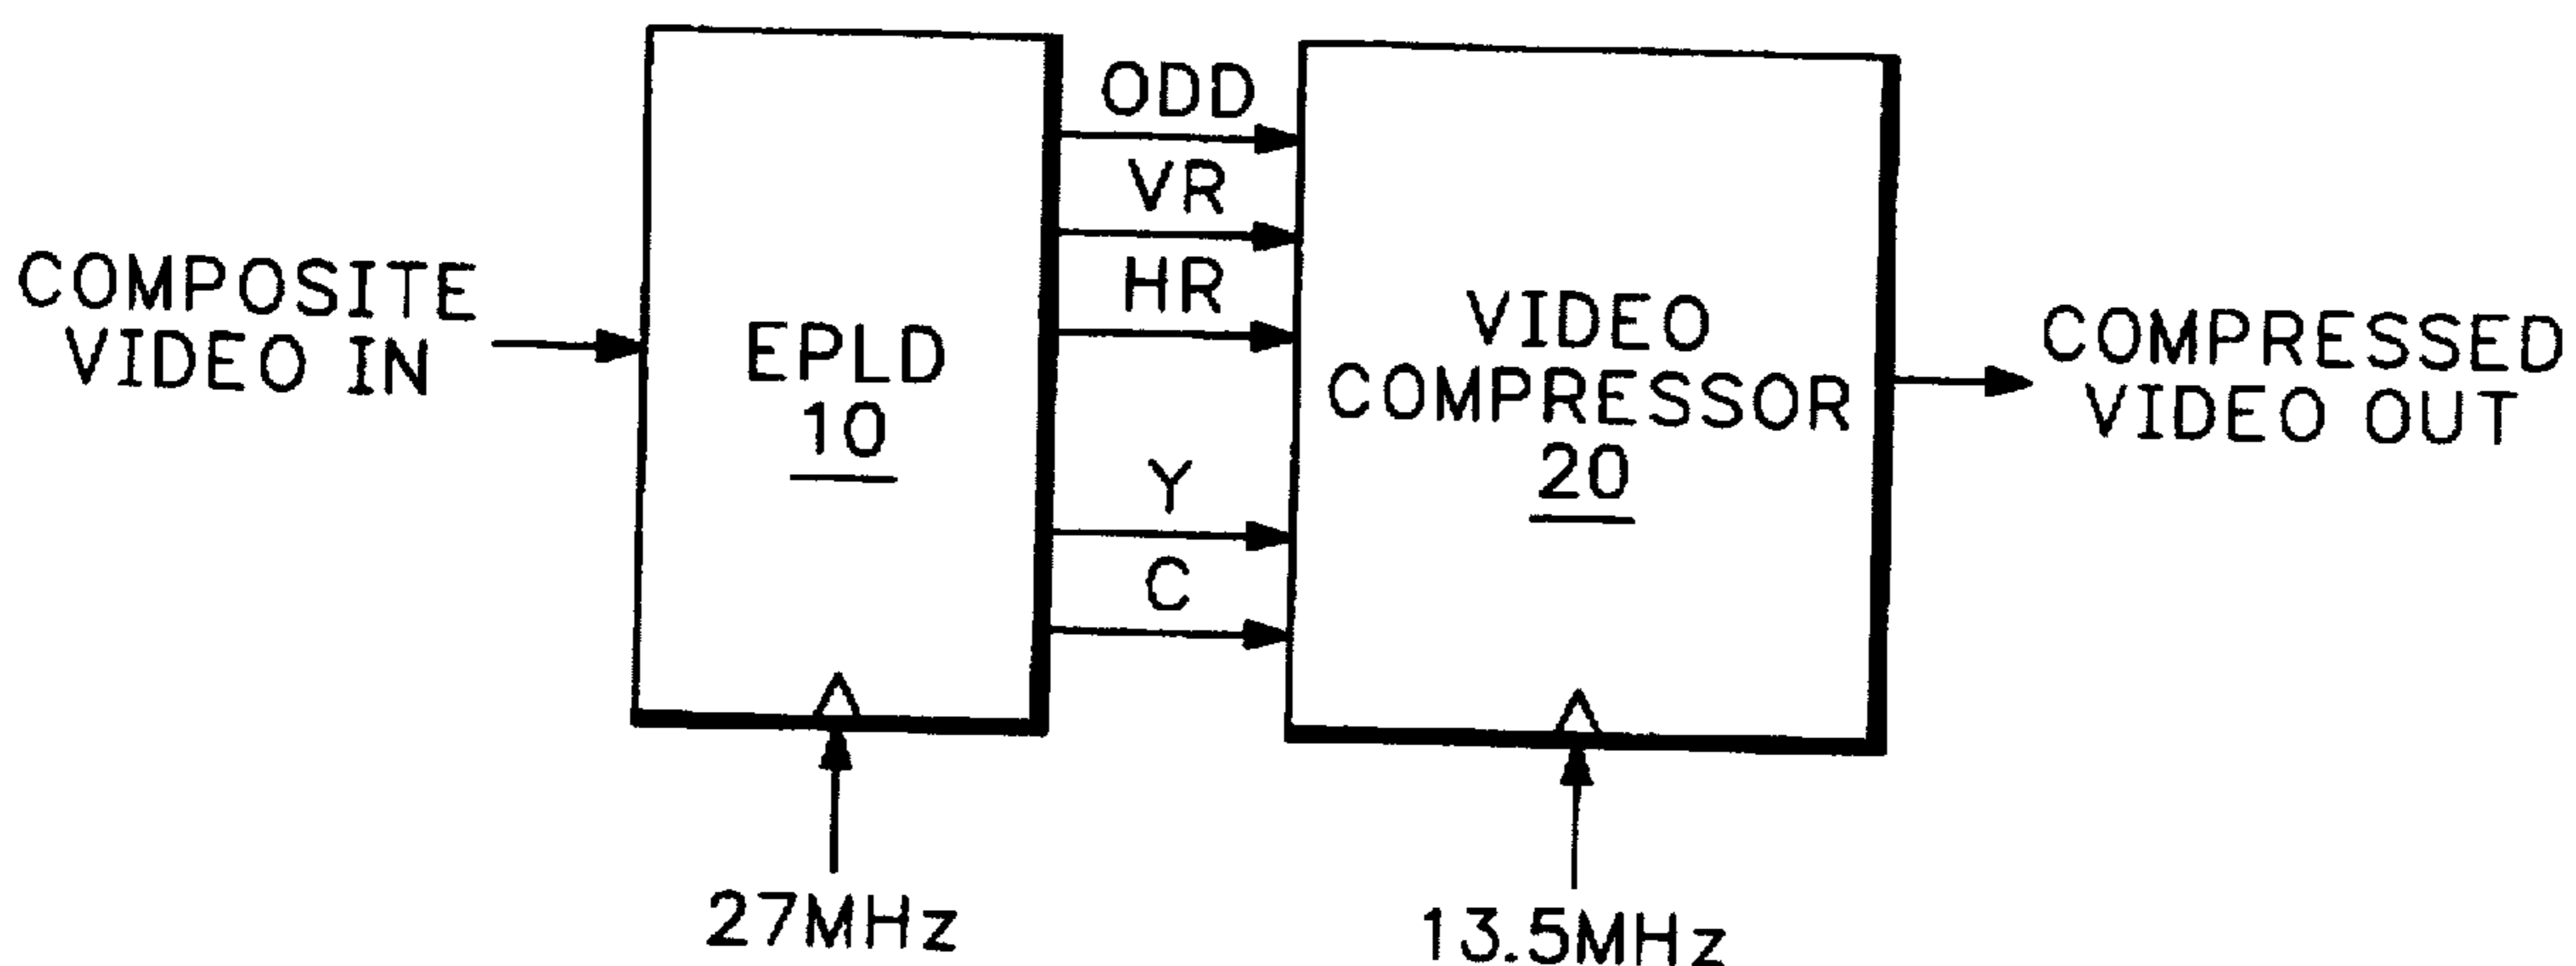 COMPOSITE
VIDEO IN
EPLD
10
ODD
VR
HR
Y
C
VIDEO
COMPRESSOR
20
COMPRESSED
VIDEO OUT
27MHz
13.5MHz